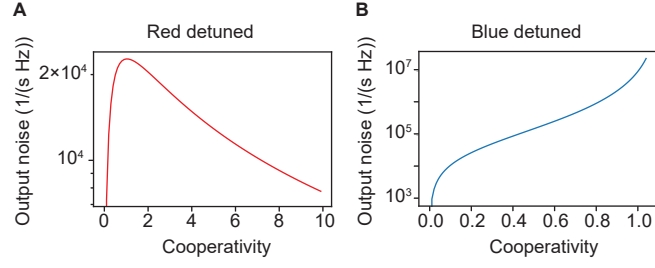 A
Red detuned
Output noise (1/(s Hz))
2×10⁴
10⁴
0 2 4 6 8 10
Cooperativity
B
Blue detuned
Output noise (1/(s Hz))
10⁷
10⁵
10³
0.0 0.2 0.4 0.6 0.8 1.0
Cooperativity